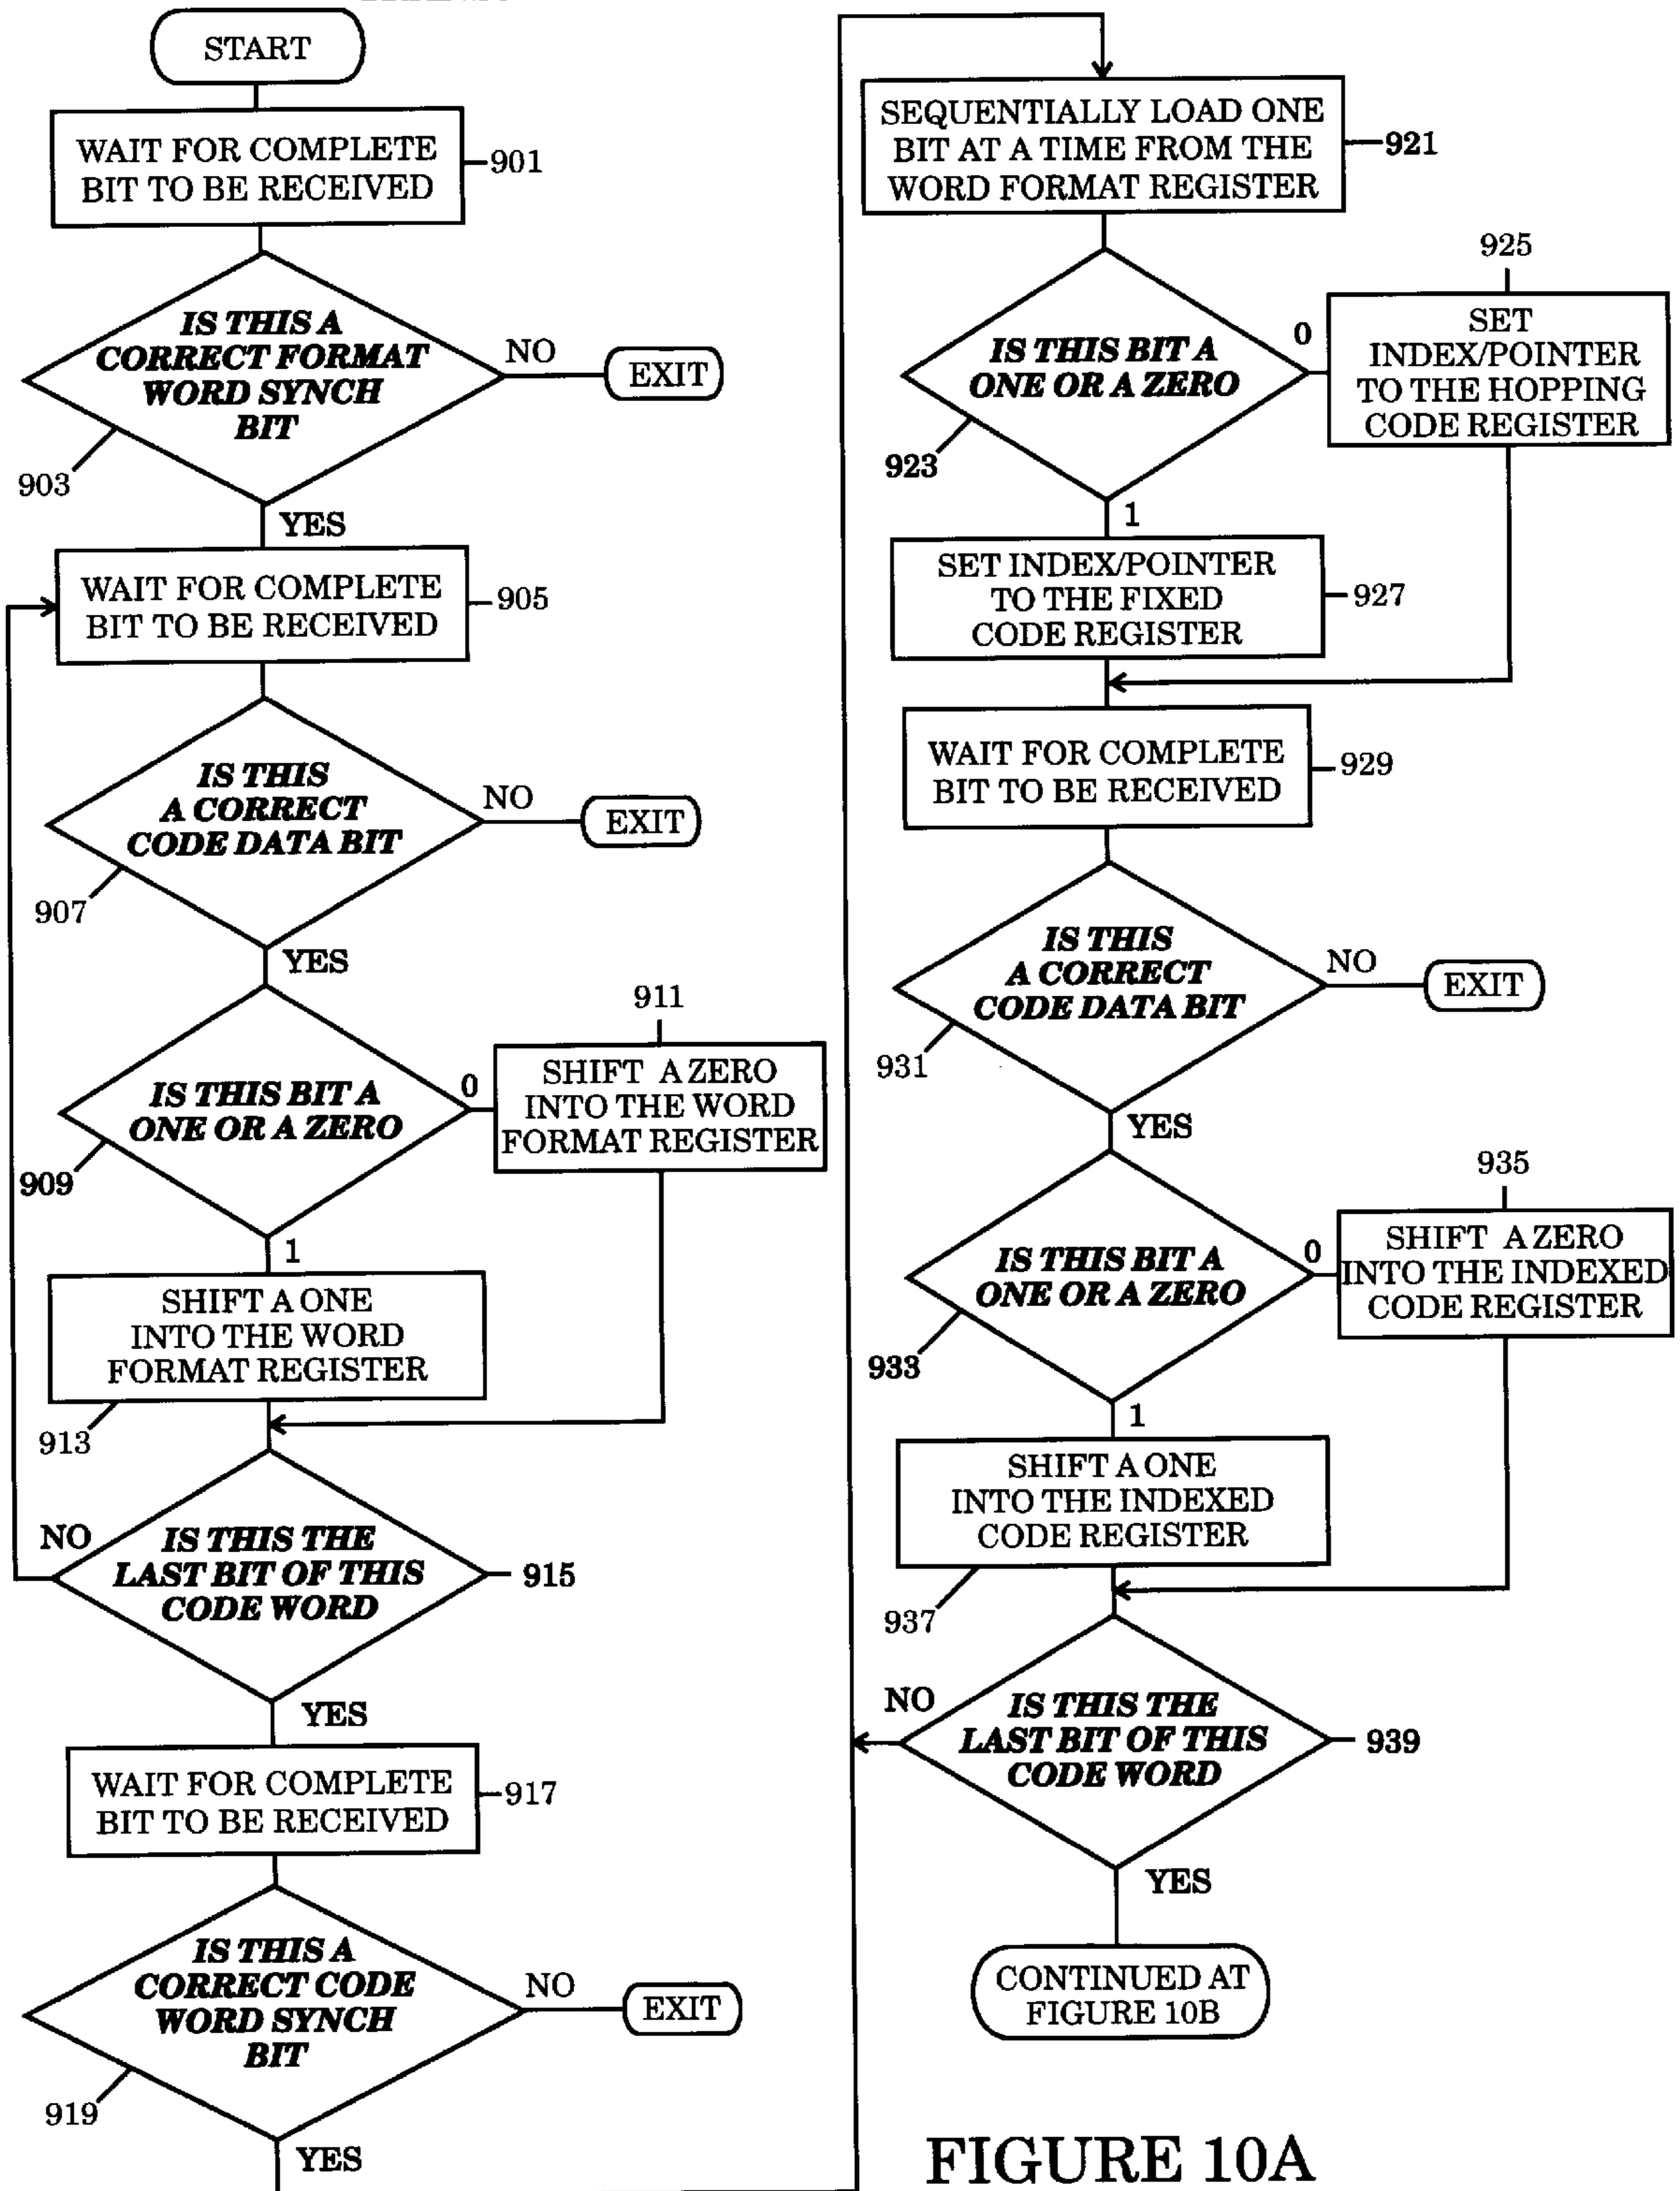 START
WAIT FOR COMPLETE
BIT TO BE RECEIVED
901
IS THIS A
CORRECT FORMAT
WORD SYNCH
BIT
NO
EXIT
903
YES
WAIT FOR COMPLETE
BIT TO BE RECEIVED
905
IS THIS
A CORRECT
CODE DATA BIT
NO
EXIT
907
YES
IS THIS BIT A
ONE OR A ZERO
0
911
SHIFT A ZERO
INTO THE WORD
FORMAT REGISTER
909
1
SHIFT A ONE
INTO THE WORD
FORMAT REGISTER
913
NO
IS THIS THE
LAST BIT OF THIS
CODE WORD
915
YES
WAIT FOR COMPLETE
BIT TO BE RECEIVED
917
IS THIS A
CORRECT CODE
WORD SYNCH
BIT
NO
EXIT
919
YES
SEQUENTIALLY LOAD ONE
BIT AT A TIME FROM THE
WORD FORMAT REGISTER
921
IS THIS BIT A
ONE OR A ZERO
0
925
SET
INDEX/POINTER
TO THE HOPPING
CODE REGISTER
923
1
SET INDEX/POINTER
TO THE FIXED
CODE REGISTER
927
WAIT FOR COMPLETE
BIT TO BE RECEIVED
929
IS THIS
A CORRECT
CODE DATA BIT
NO
EXIT
931
YES
IS THIS BIT A
ONE OR A ZERO
0
935
SHIFT A ZERO
INTO THE INDEXED
CODE REGISTER
933
1
SHIFT A ONE
INTO THE INDEXED
CODE REGISTER
937
NO
IS THIS THE
LAST BIT OF THIS
CODE WORD
939
YES
CONTINUED AT
FIGURE 10B
FIGURE 10A